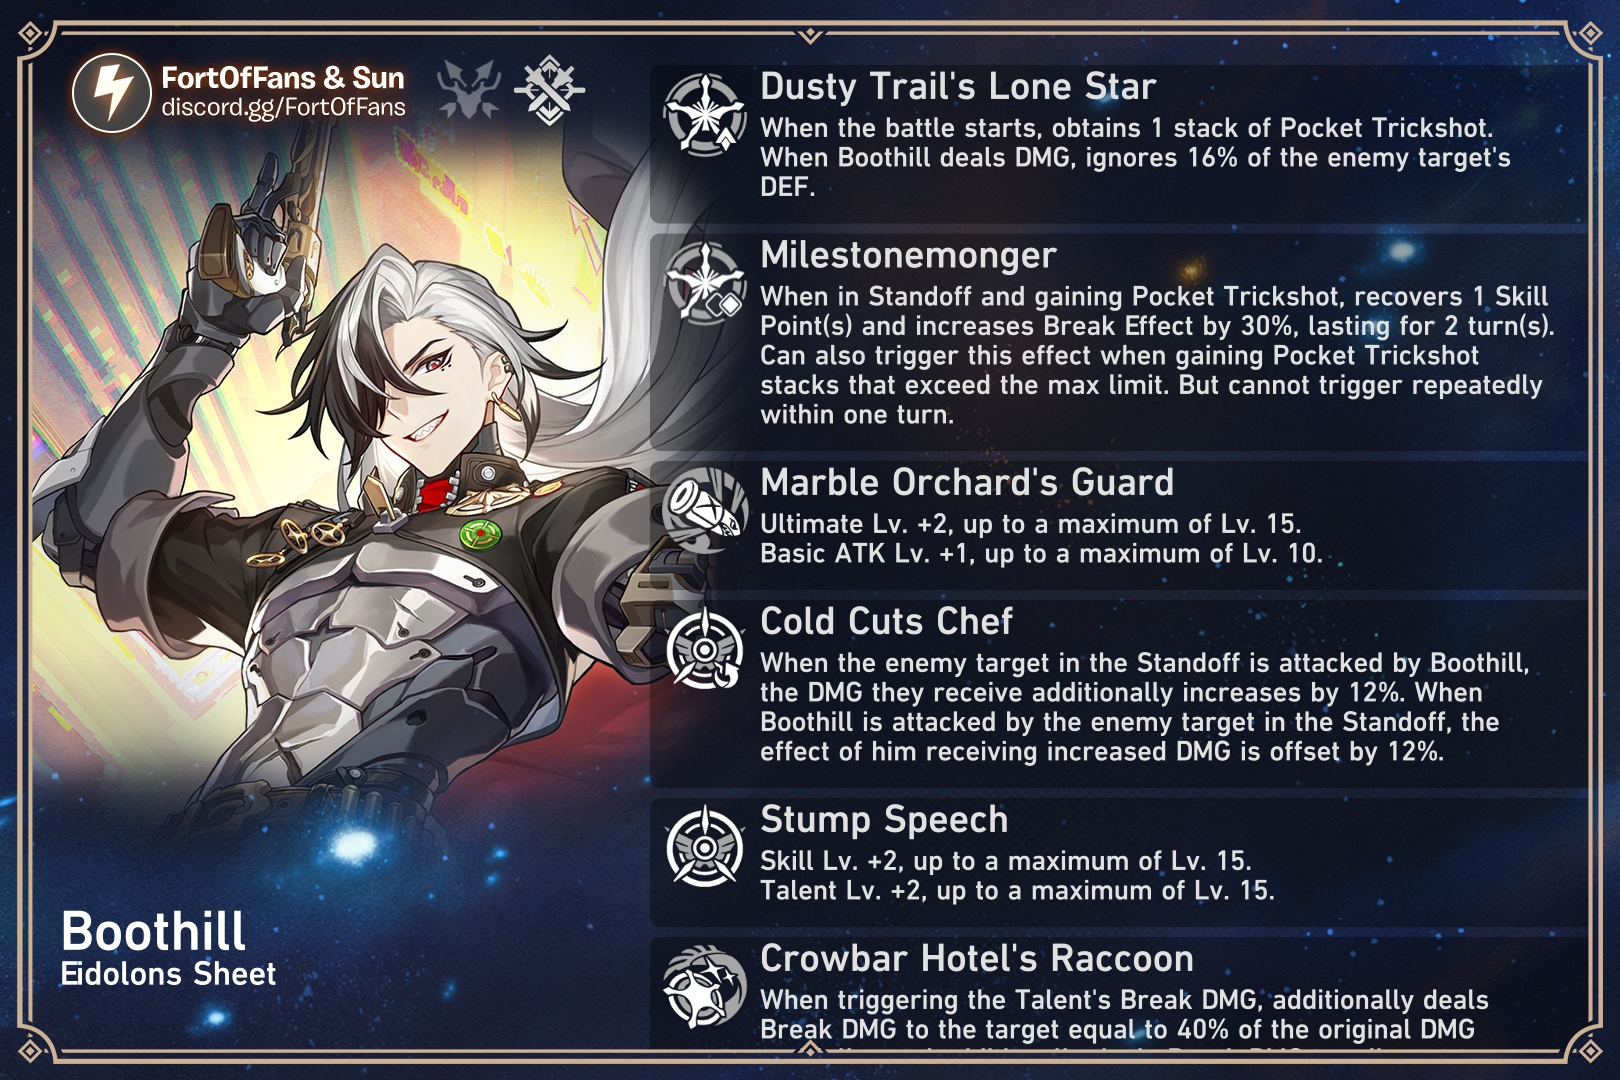 FortOfFans & Sun
discord.gg/FortOfFans
Dusty Trail's Lone Star
When the battle starts, obtains 1 stack of Pocket Trickshot.
When Boothill deals DMG, ignores 16% of the enemy target's
DEF.
Milestonemonger
When in Standoff and gaining Pocket Trickshot, recovers 1 Skill
Point(s) and increases Break Effect by 30%, lasting for 2 turn(s).
Can also trigger this effect when gaining Pocket Trickshot
stacks that exceed the max limit. But cannot trigger repeatedly
within one turn.
Marble Orchard's Guard
Ultimate Lv. +2, up to a maximum of Lv. 15.
Basic ATK Lv. +1, up to a maximum of Lv. 10.
Cold Cuts Chef
When the enemy target in the Standoff is attacked by Boothill,
the DMG they receive additionally increases by 12%. When
Boothill is attacked by the enemy target in the Standoff, the
effect of him receiving increased DMG is offset by 12%.
Stump Speech
Skill Lv. +2, up to a maximum of Lv. 15.
Talent Lv. +2, up to a maximum of Lv. 15.
Crowbar Hotel's Raccoon
When triggering the Talent's Break DMG, additionally deals
Break DMG to the target equal to 40% of the original DMG
Boothill
Eidolons Sheet